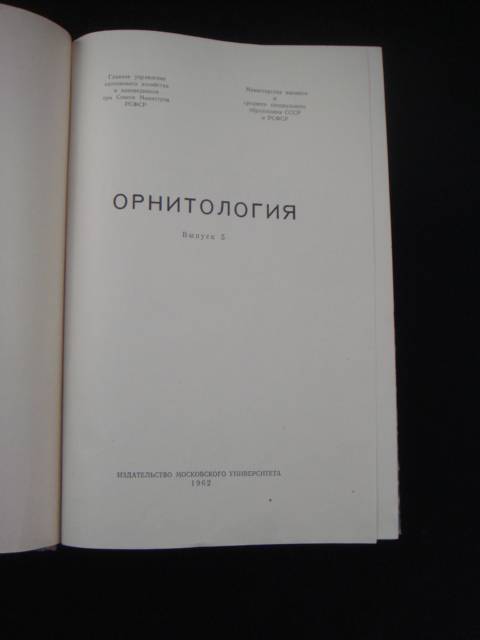 Главное управление
охотничьего хозяйства
и заповедников
при Совете Министров
РСФСР
Министерство высшего
и
среднего специального
образования СССР
и РСФСР
ОРНИТОЛОГИЯ
Выпуск 5
ИЗДАТЕЛЬСТВО МОСКОВСКОГО УНИВЕРСИТЕТА
1962